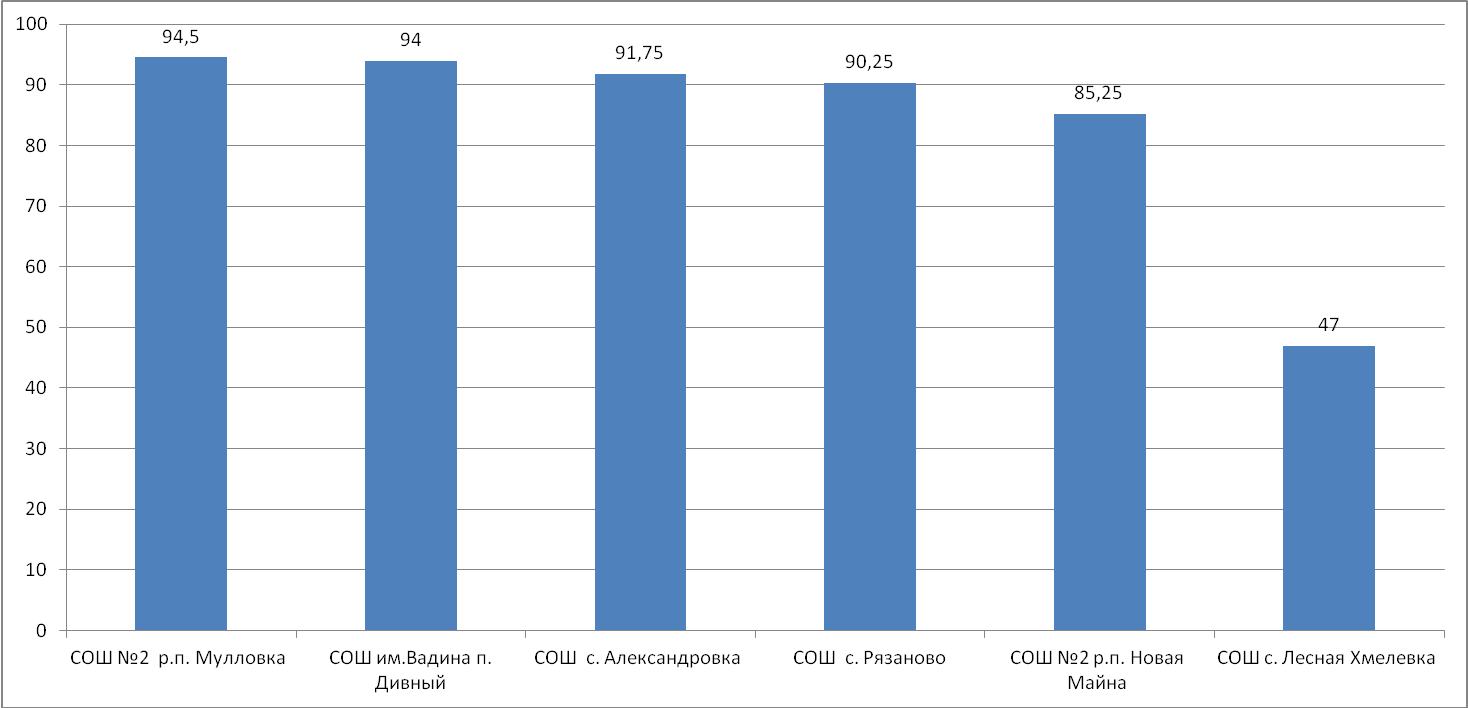 100
90
80
70
60
50
40
30
20
10
0
94,5
94
91,75
90,25
85,25
47
СОШ №2  р.п. Мулловка
СОШ им.Вадина п.
Дивный
СОШ  с. Александровка
СОШ  с. Рязаново
СОШ №2 р.п. Новая
Майна
СОШ с. Лесная Хмелевка